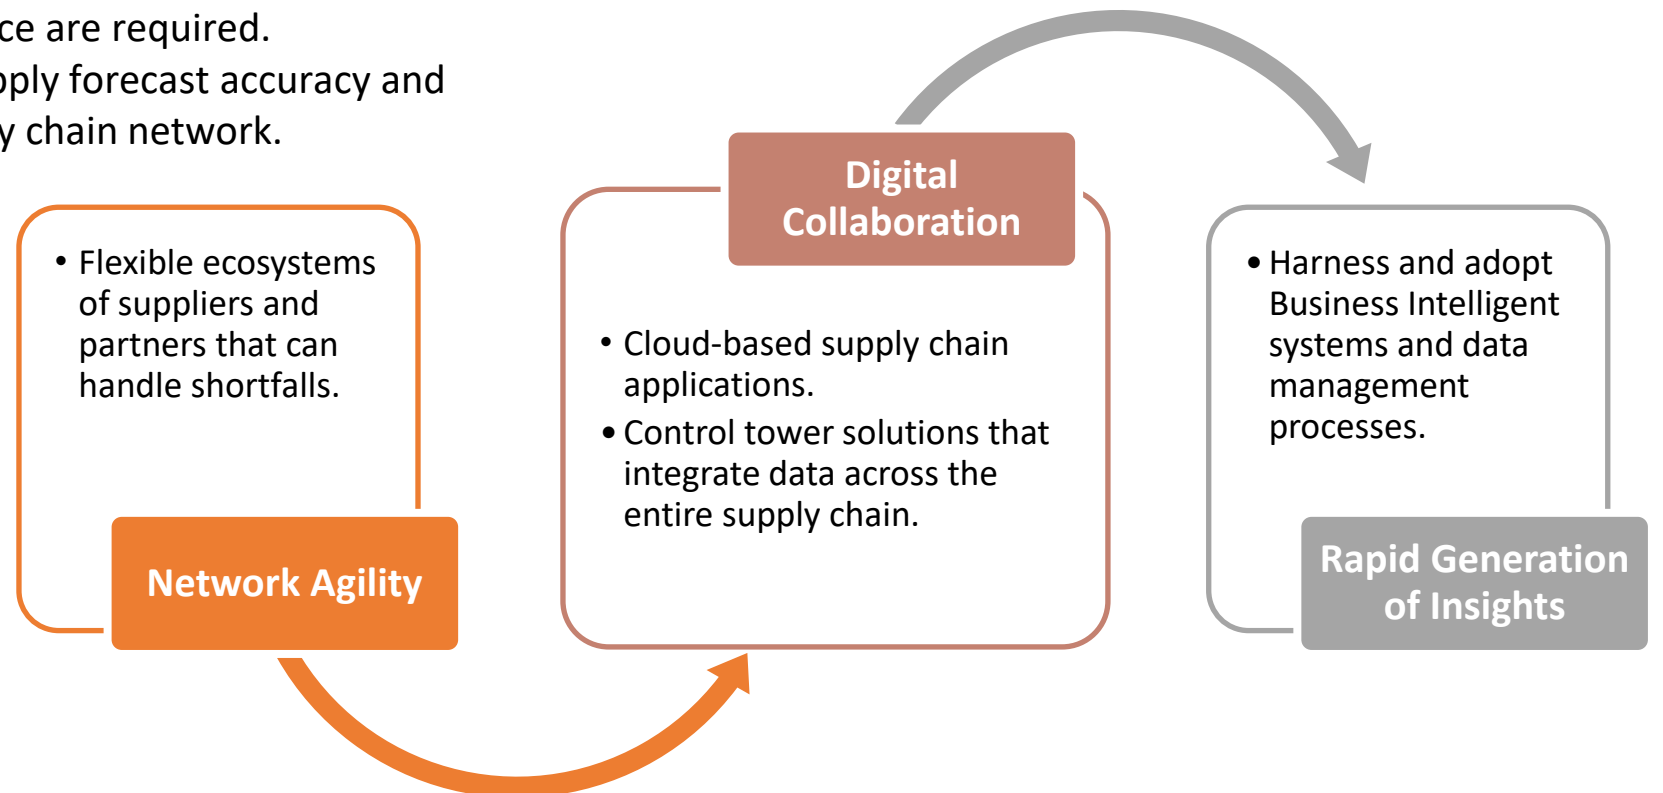 ce are required.
pply forecast accuracy and
y chain network.
• Flexible ecosystems
of suppliers and
partners that can
handle shortfalls.
Network Agility
Digital
Collaboration
• Cloud-based supply chain
applications.
• Control tower solutions that
integrate data across the
entire supply chain.
• Harness and adopt
Business Intelligent
systems and data
management
processes.
Rapid Generation
of Insights